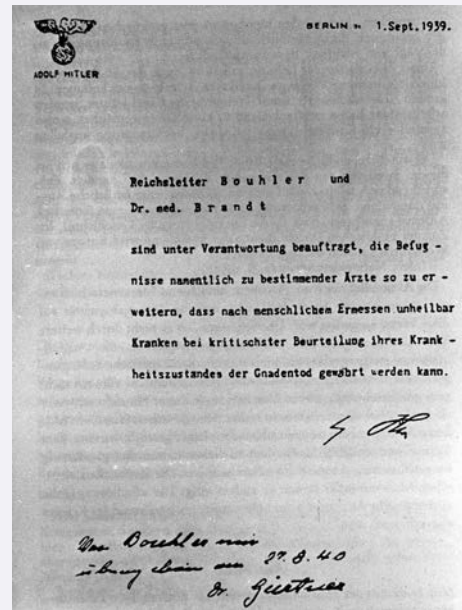 ADOLF HITLER
BERLIN, 1.Sept.1939.
Reichsleiter Bouhler und
Dr. med. Brandt
sind unter Verantwortung beauftragt, die Befug -
nisse namentlich zu bestimmender Ärzte so zu er -
weitern, dass nach menschlichem Ermessen unheilbar
Kranken bei kritischster Beurteilung ihres Krank -
heitszustandes der Gnadentod gewährt werden kann.
Von Bouhler mir
übergeben am 27.8.40
Dr. Gürtner